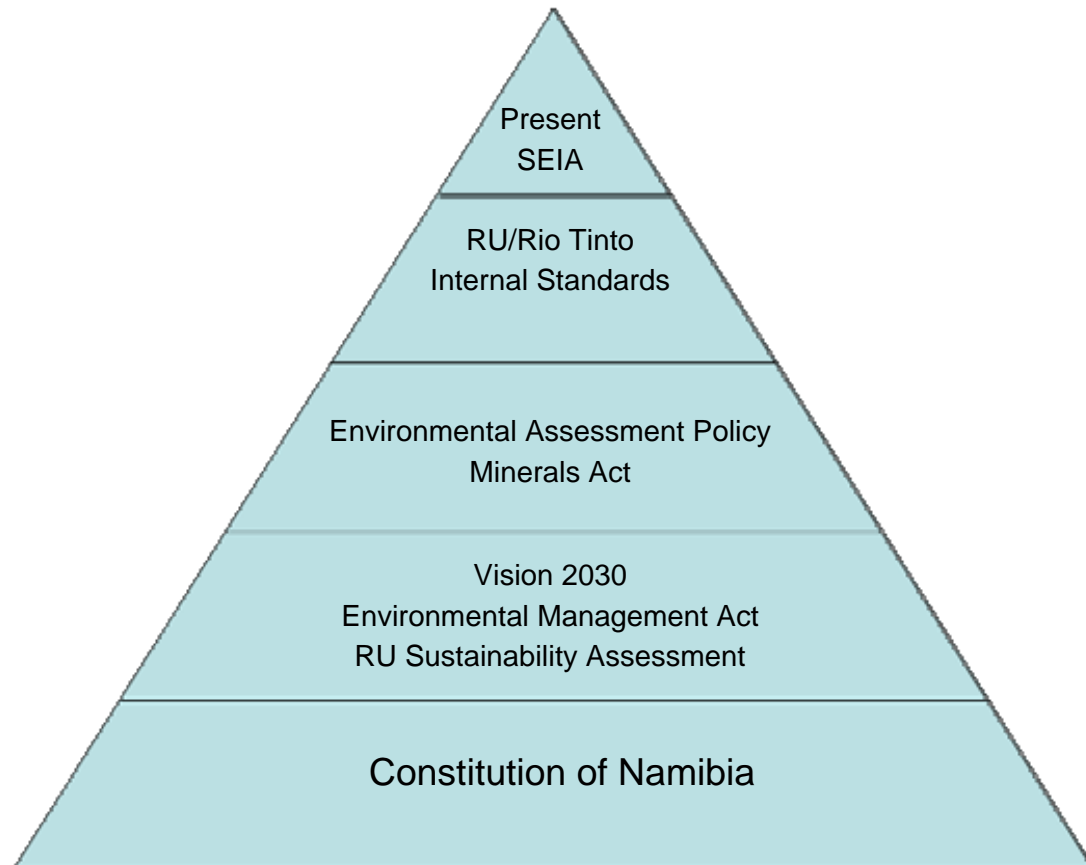 Present
SEIA
RU/Rio Tinto
Internal Standards
Environmental Assessment Policy
Minerals Act
Vision 2030
Environmental Management Act
RU Sustainability Assessment
Constitution of Namibia